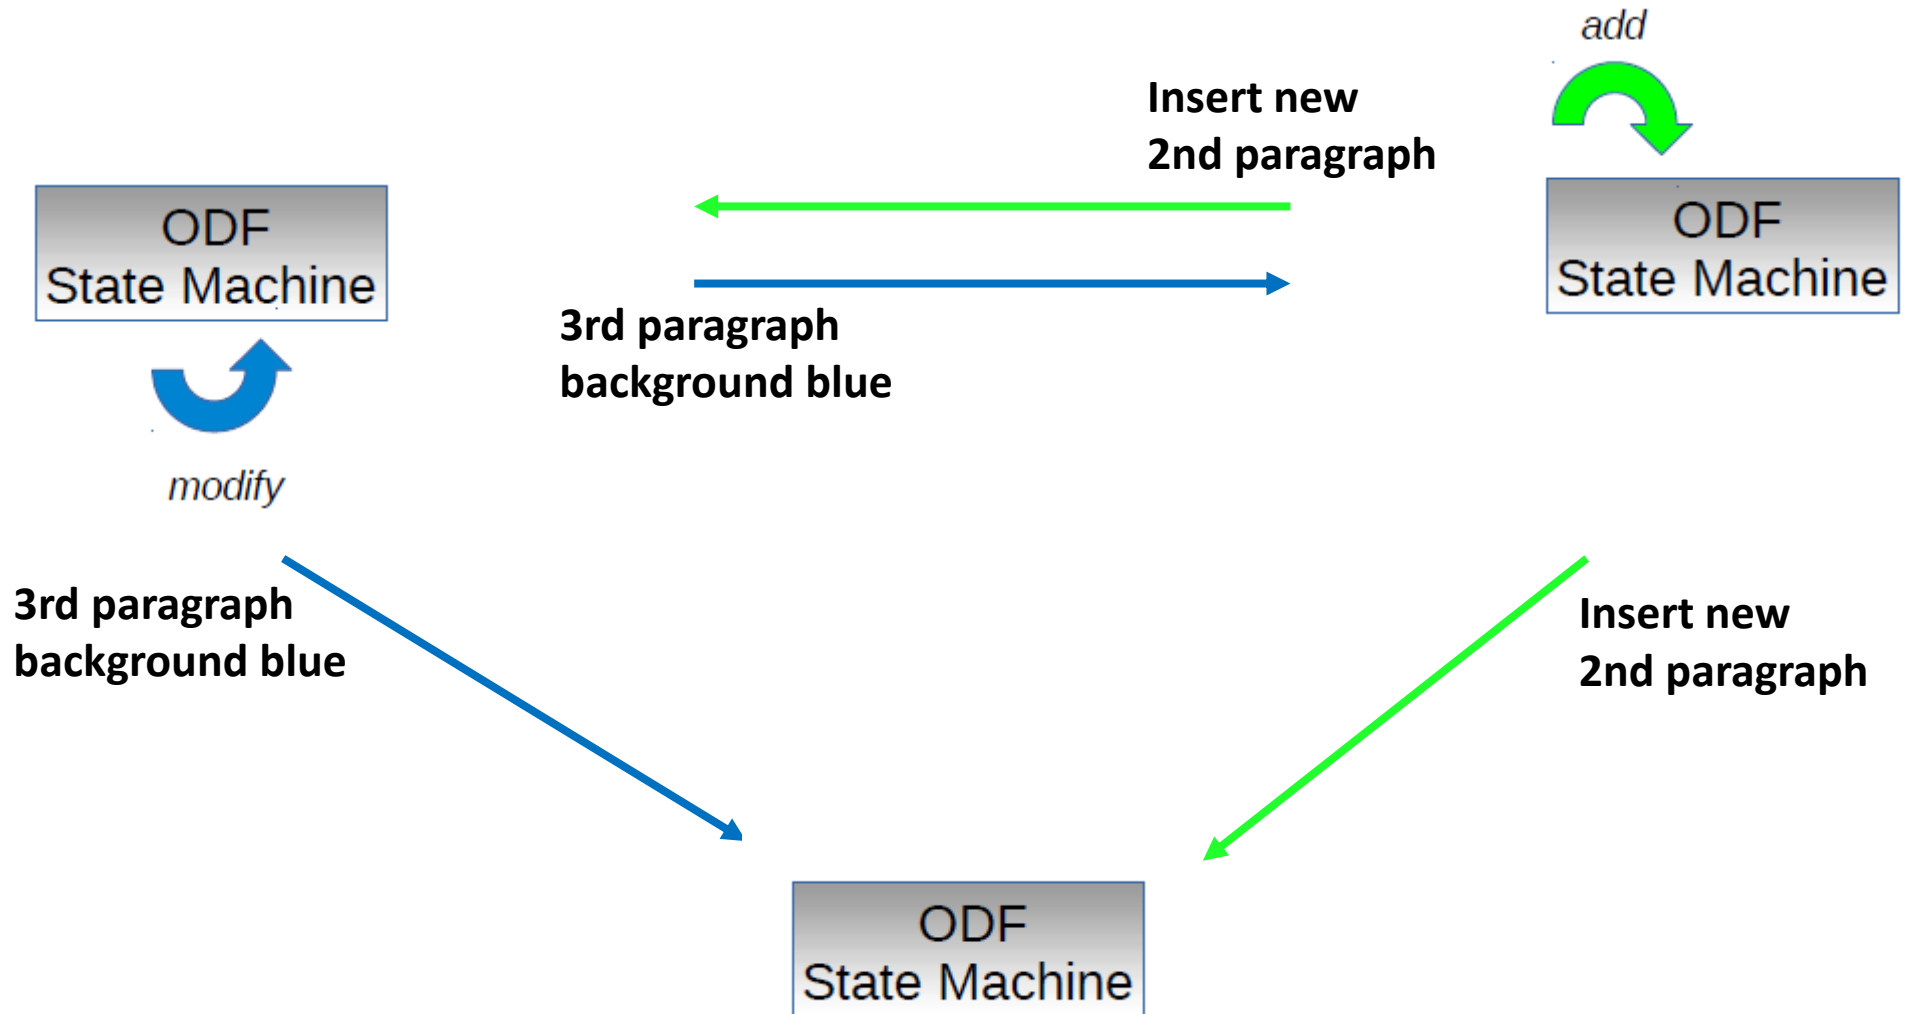 add
Insert new
2nd paragraph
ODF
State Machine
ODF
State Machine
3rd paragraph
background blue
modify
3rd paragraph
background blue
Insert new
2nd paragraph
ODF
State Machine